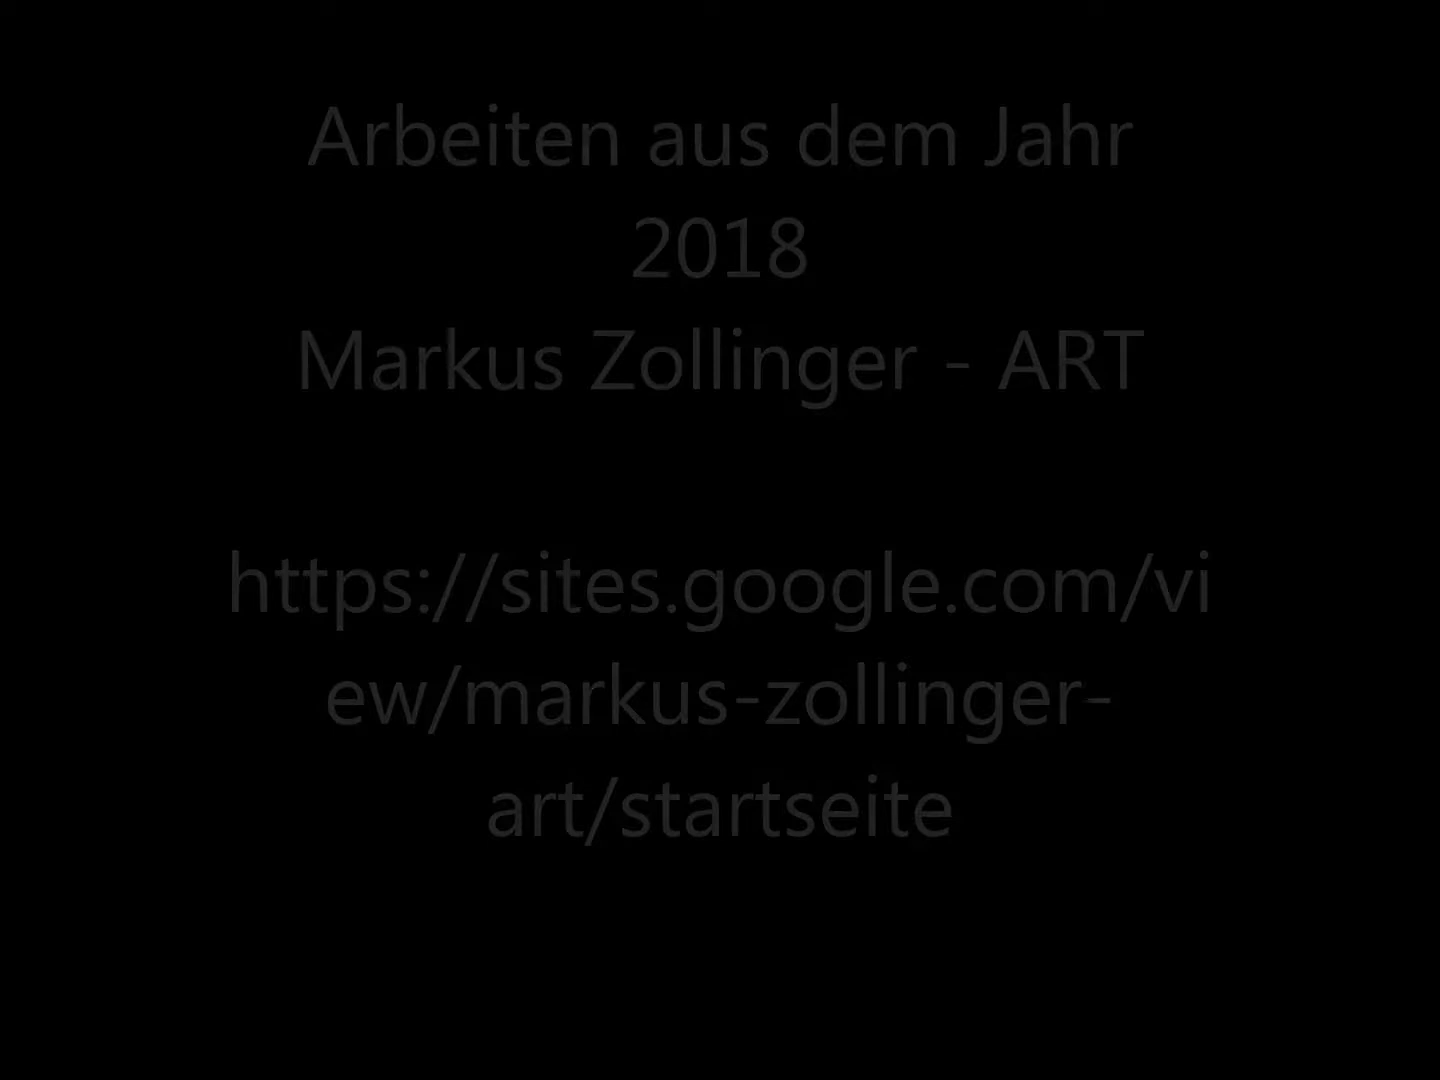 Arbeiten aus dem Jahr
2018
Markus Zollinger - ART
https://sites.google.com/vi
ew/markus-zollinger-
art/startseite